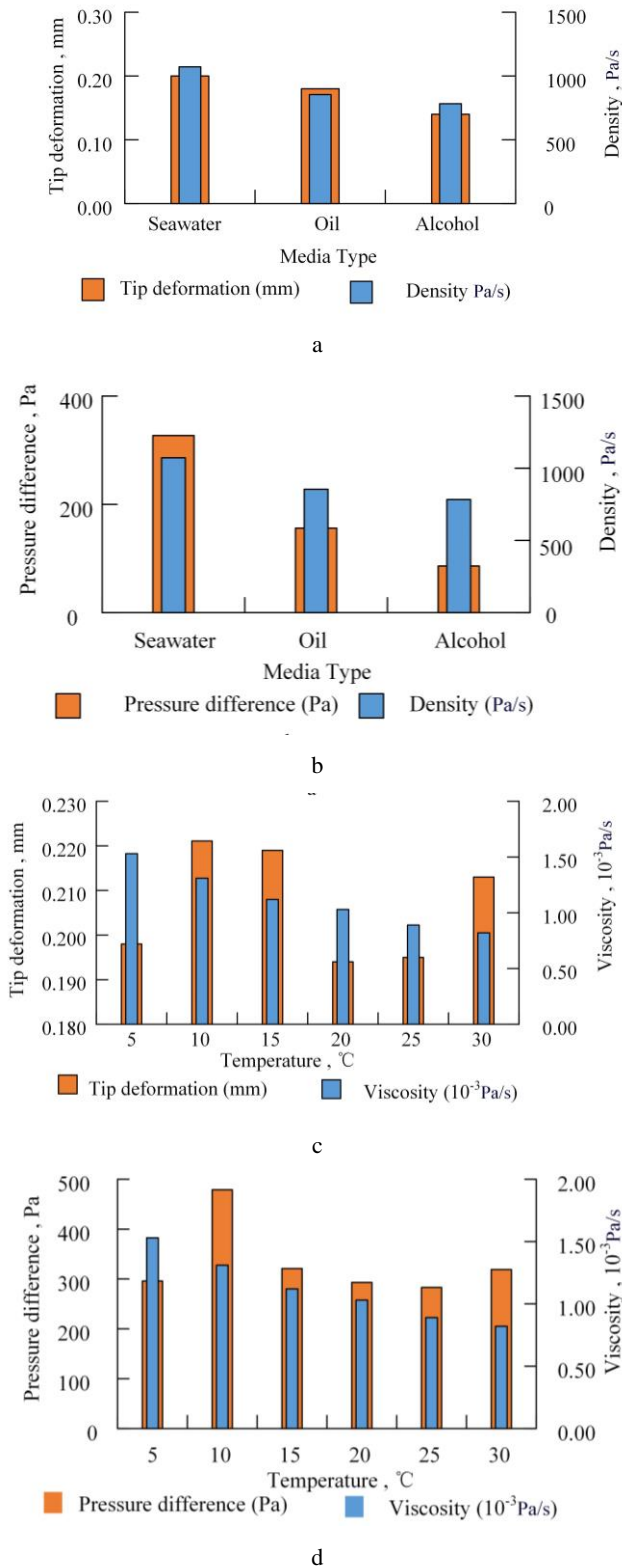 0.30
0.20
0.10
0.00
Tip deformation , mm
1500
1000
500
0
Density , Pa/s
Seawater Oil Alcohol
Media Type
Tip deformation (mm) Density Pa/s)
a
400
200
0
Pressure difference , Pa
1500
1000
500
0
Density , Pa/s
Seawater Oil Alcohol
Media Type
Pressure difference (Pa) Density (Pa/s)
b
0.230
0.220
0.210
0.200
0.190
0.180
Tip deformation , mm
2.00
1.50
1.00
0.50
0.00
Viscosity , 10⁻³Pa/s
5 10 15 20 25 30
Temperature , ℃
Tip deformation (mm) Viscosity (10⁻³Pa/s)
c
500
400
300
200
100
0
Pressure difference , Pa
2.00
1.50
1.00
0.50
0.00
Viscosity , 10⁻³Pa/s
5 10 15 20 25 30
Temperature , ℃
Pressure difference (Pa) Viscosity (10⁻³Pa/s)
d